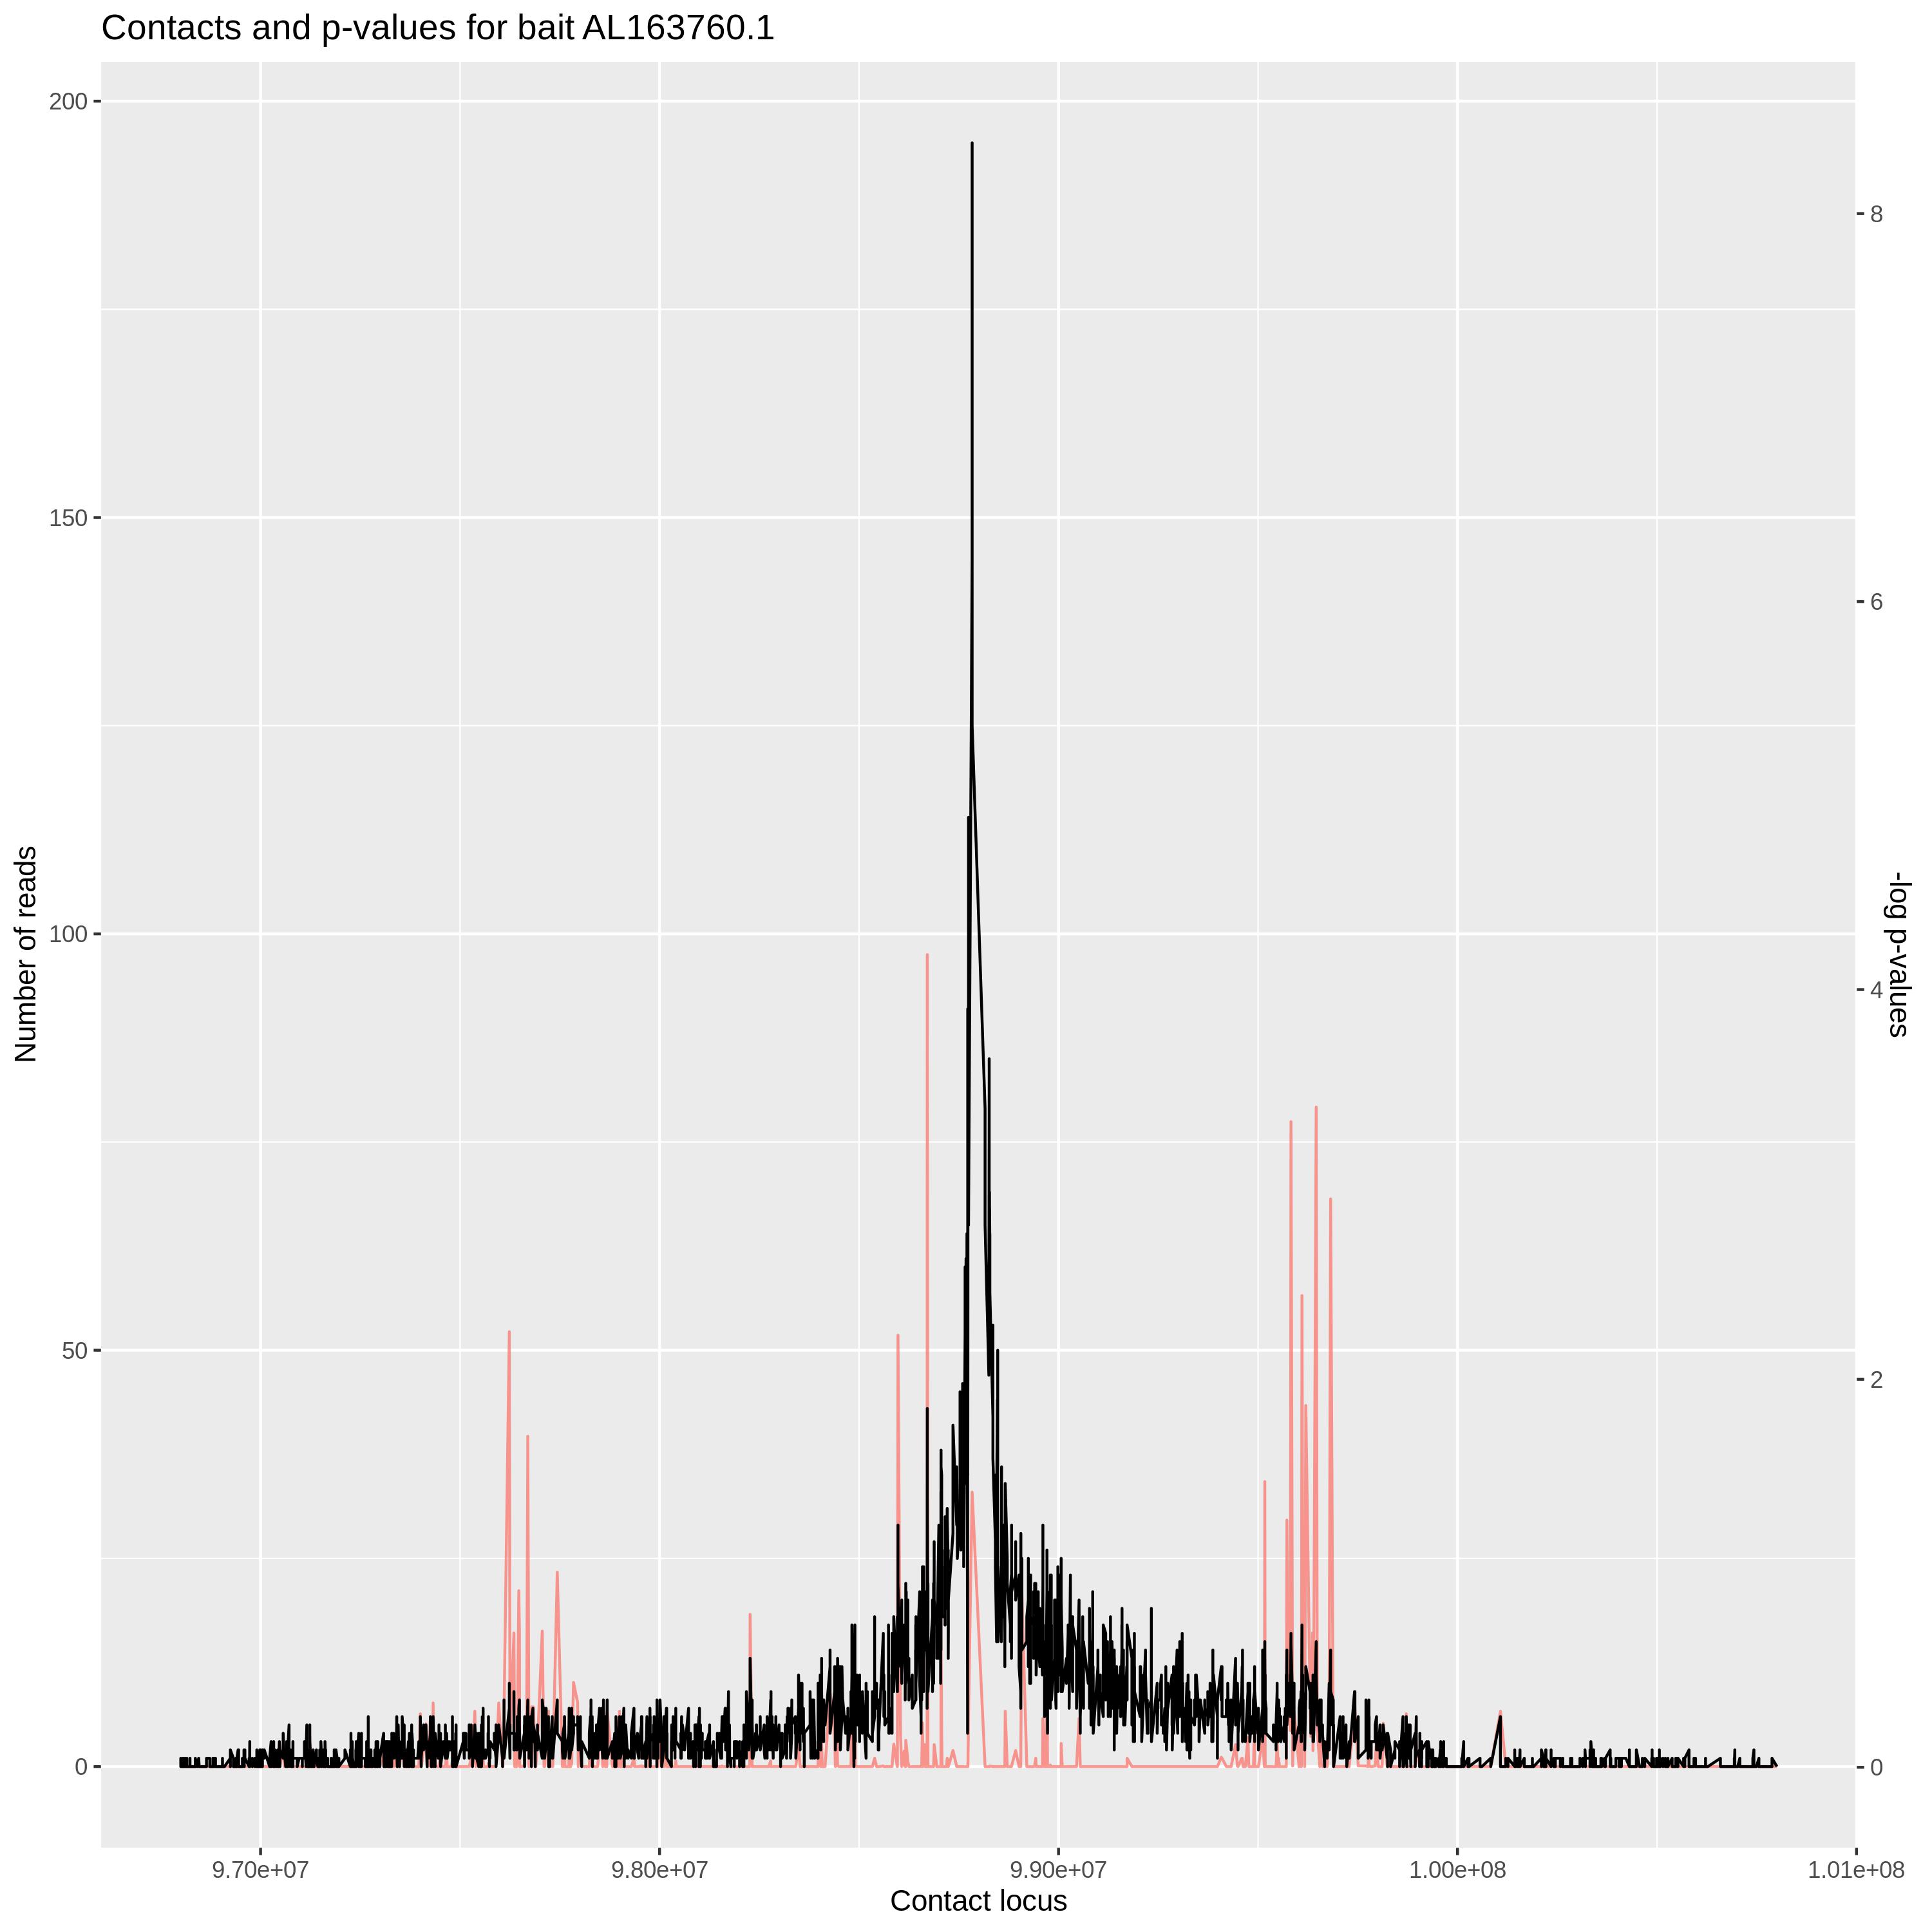 Contacts and p-values for bait AL163760.1
200
150
100
50
0
Number of reads
8
6
4
2
0
-log p-values
9.70e+07
9.80e+07
9.90e+07
1.00e+08
1.01e+08
Contact locus